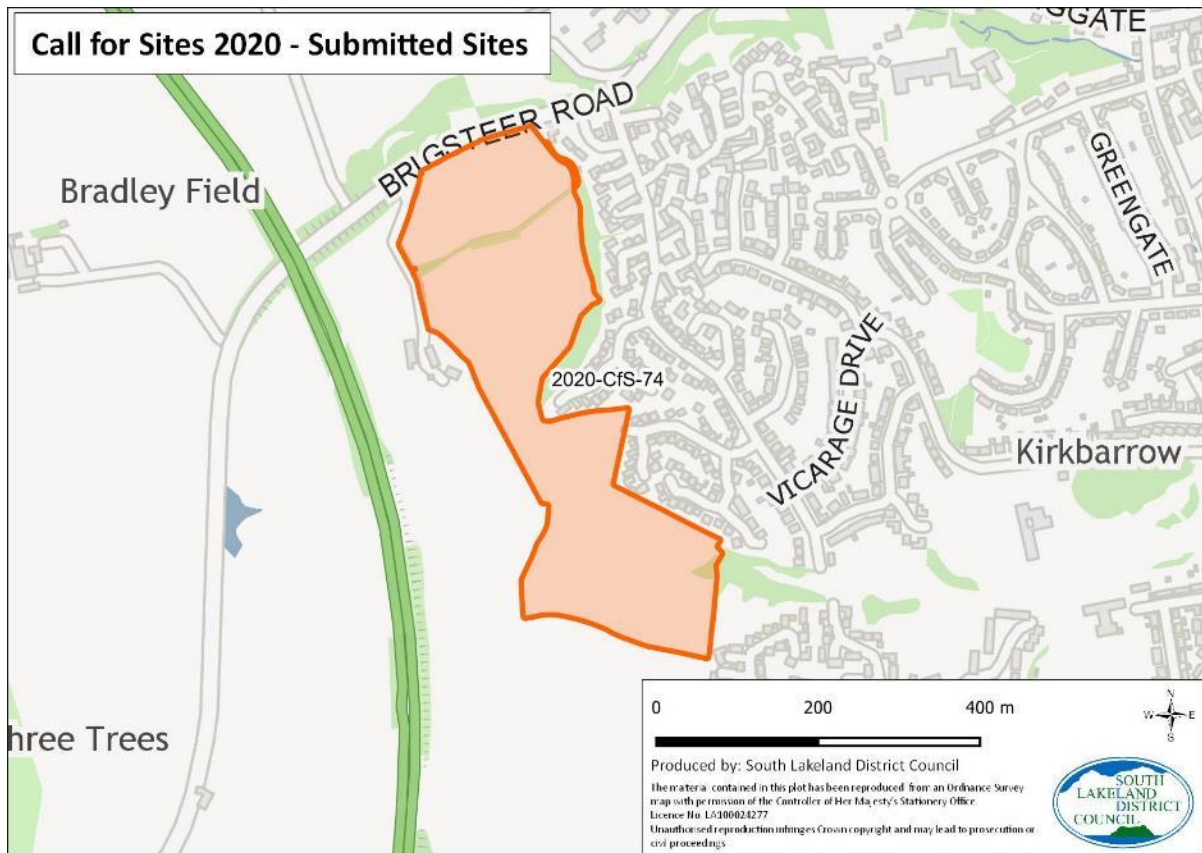 Call for Sites 2020 - Submitted Sites
GGATE
BRIGSTEER ROAD
Bradley Field
GREENGATE
2020-CfS-74
VICARAGE DRIVE
Kirkbarrow
hree Trees
0 200 400 m
N
W E
S
Produced by: South Lakeland District Council
The material contained in this plot has been reproduced from an Ordnance Survey
map with permission of the Controller of Her Majesty's Stationery Office.
Licence No. LA100024277
Unauthorised reproduction infringes Crown copyright and may lead to prosecution or
civil proceedings
SOUTH
LAKELAND
DISTRICT
COUNCIL